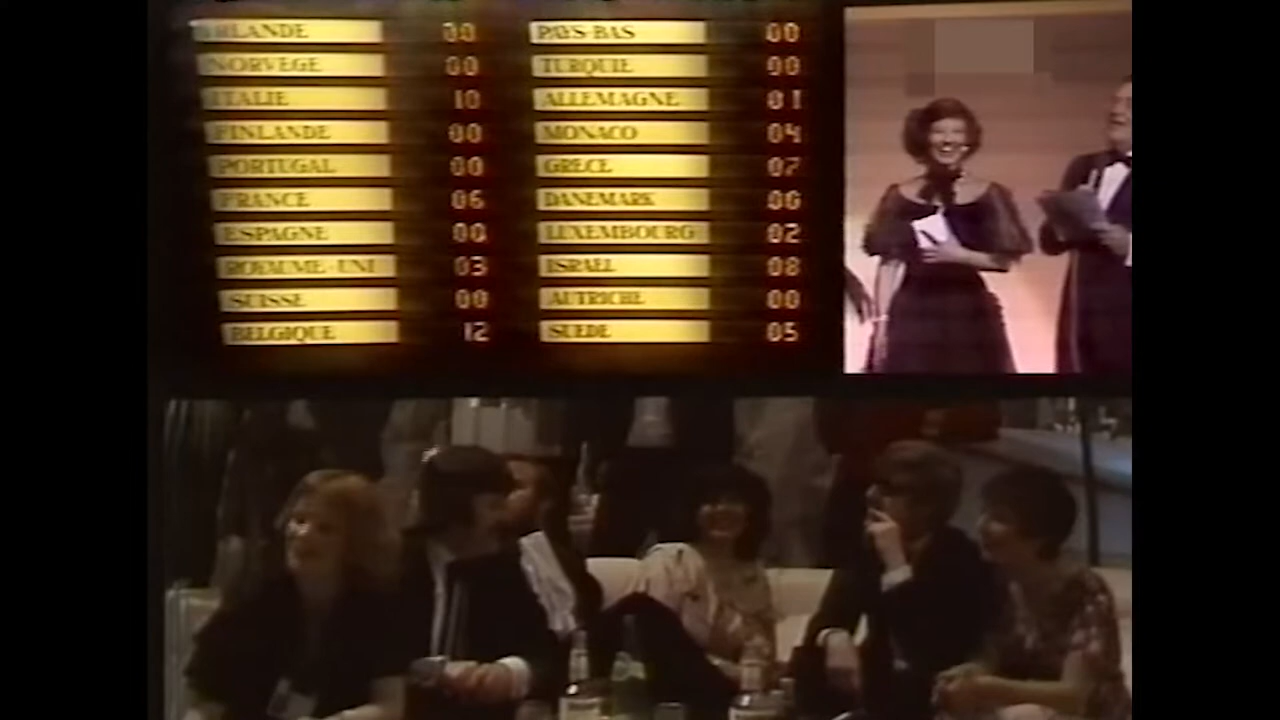 IRLANDE 00 PAYS-BAS 00
NORVEGE 00 TURQUIE 00
ITALIE 10 ALLEMAGNE 01
FINLANDE 00 MONACO 04
PORTUGAL 00 GRECE 07
FRANCE 06 DANEMARK 00
ESPAGNE 00 LUXEMBOURG 02
ROYAUME-UNI 03 ISRAEL 08
SUISSE 00 AUTRICHE 00
BELGIQUE 12 SUEDE 05